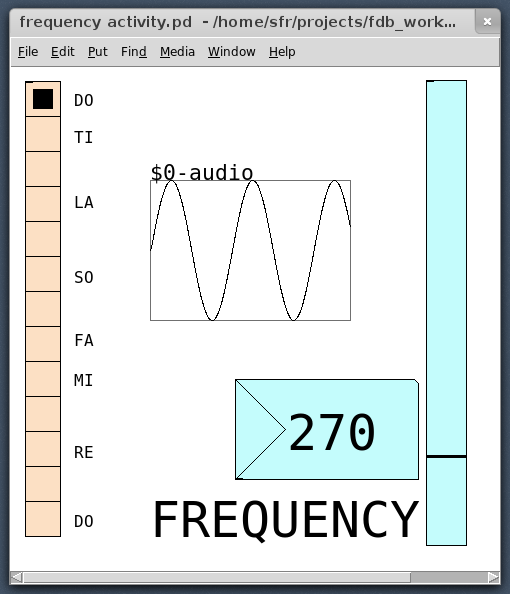 frequency activity.pd - /home/sfr/projects/fdb_work...
File Edit Put Find Media Window Help
DO
TI
LA
SO
FA
MI
RE
DO
$0-audio
270
FREQUENCY